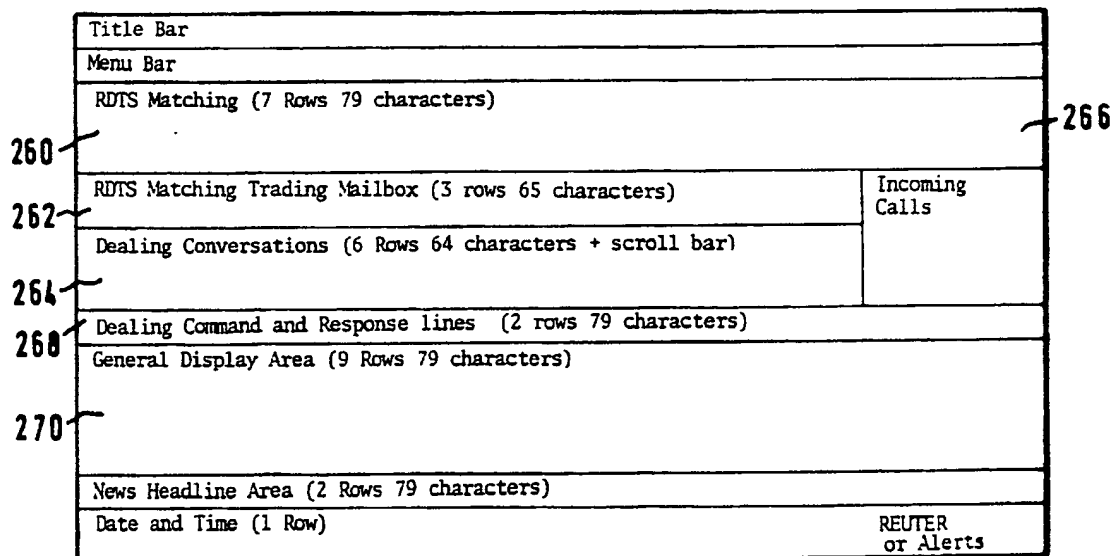 Title Bar
Menu Bar
RDTS Matching (7 Rows 79 characters)
266
260
RDTS Matching Trading Mailbox (3 rows 65 characters)
Incoming
Calls
262
Dealing Conversations (6 Rows 64 characters + scroll bar)
264
Dealing Command and Response lines (2 rows 79 characters)
268
General Display Area (9 Rows 79 characters)
270
News Headline Area (2 Rows 79 characters)
Date and Time (1 Row)
REUTER
or Alerts